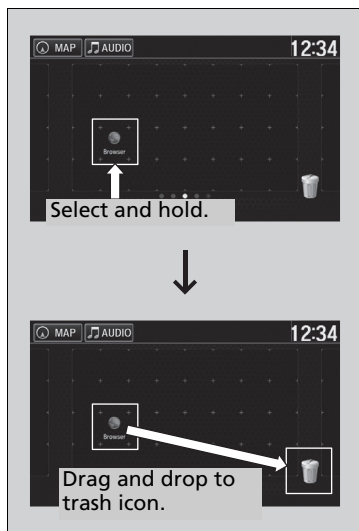 MAP AUDIO 12:34
Browser
Select and hold.
MAP AUDIO 12:34
Browser
Drag and drop to
trash icon.